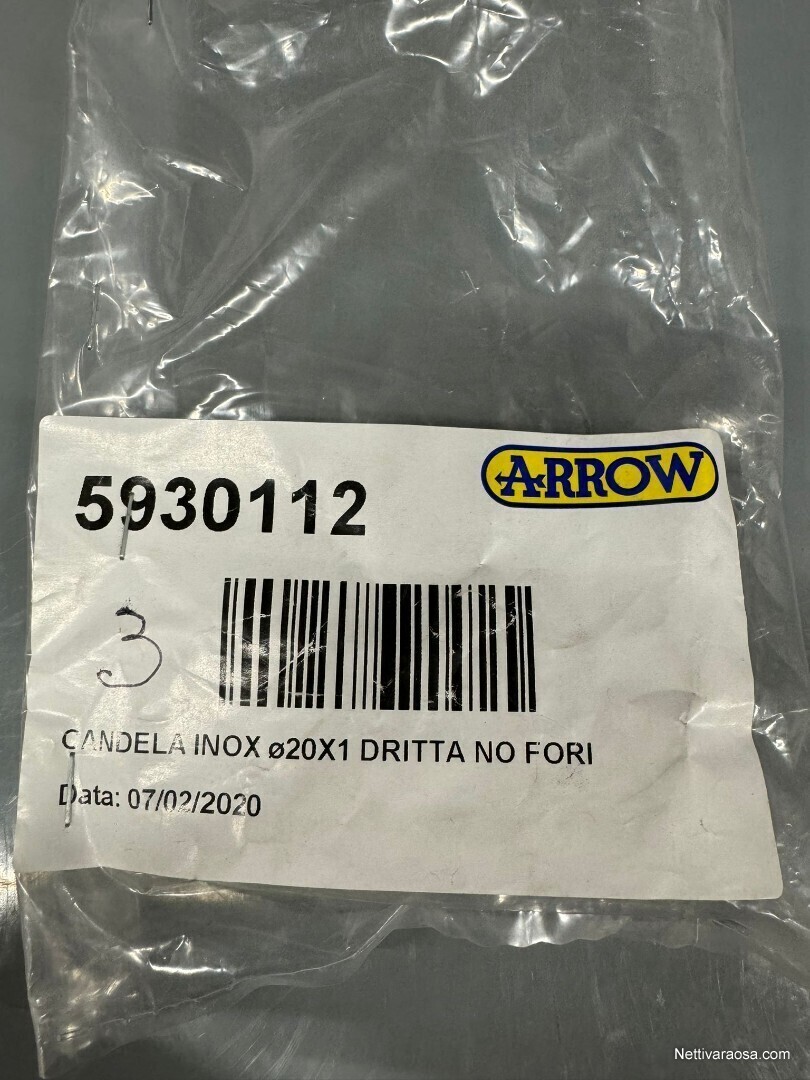 ARROW
5930112
3
CANDELA INOX ø20X1 DRITTA NO FORI
Data: 07/02/2020
Nettivaraosa.com